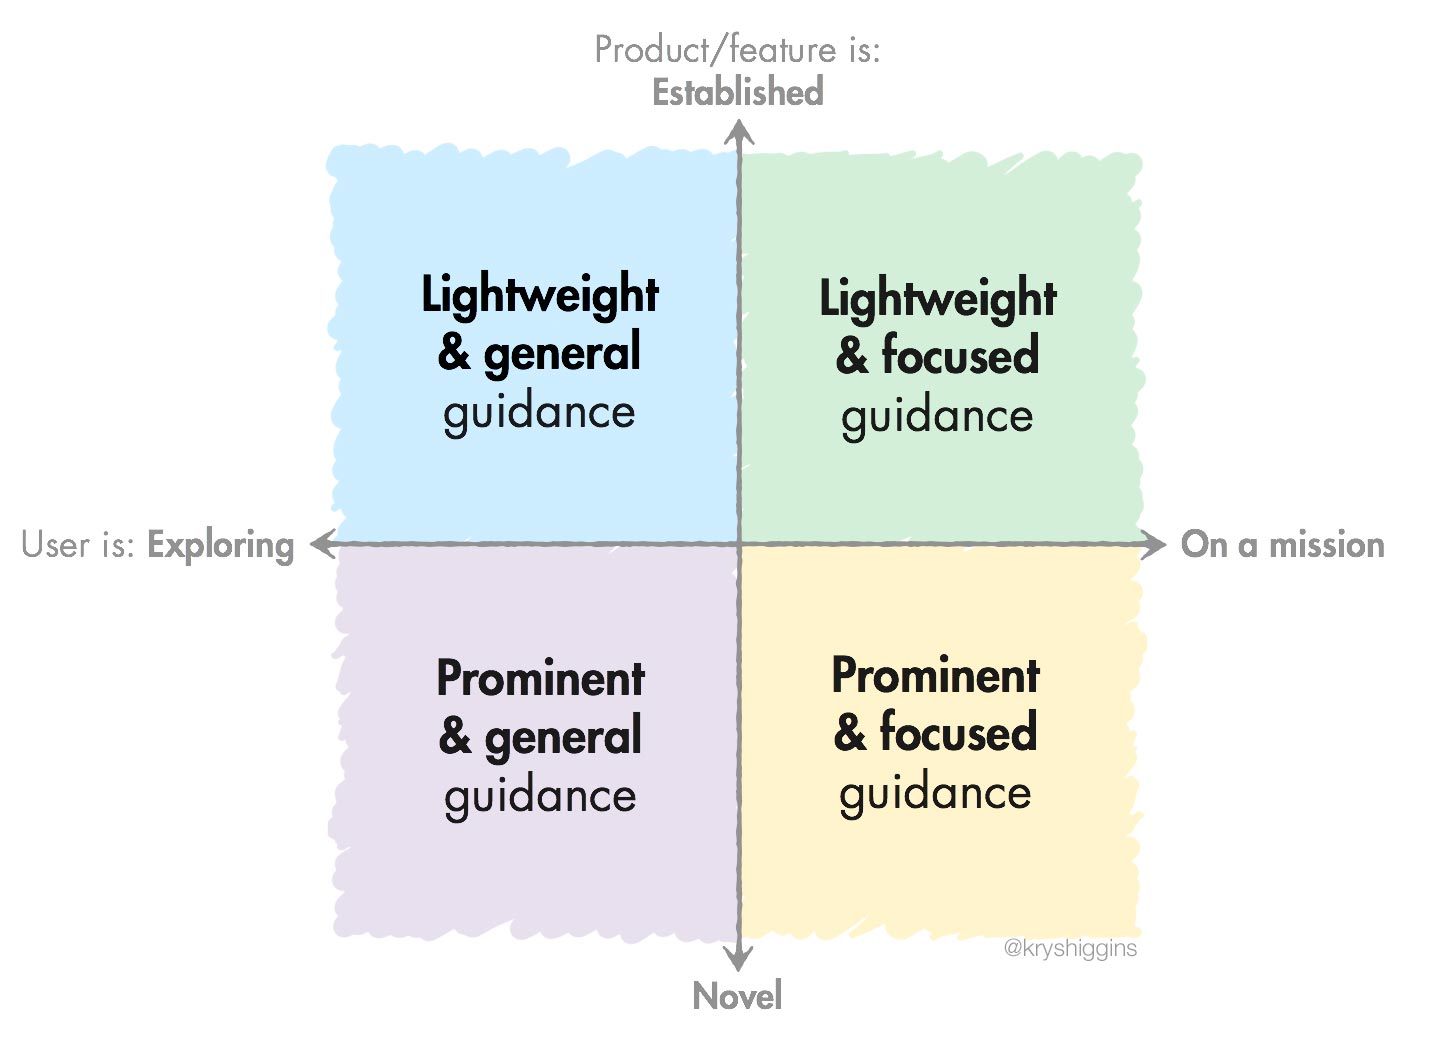 Product/feature is:
Established
Lightweight
& general
guidance
Lightweight
& focused
guidance
User is: Exploring
On a mission
Prominent
& general
guidance
Prominent
& focused
guidance
@kryshiggins
Novel